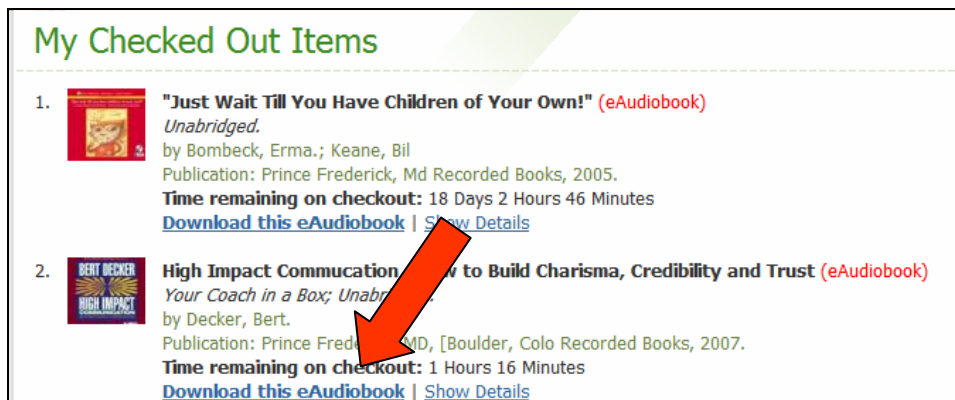 My Checked Out Items
1. "Just Wait Till You Have Children of Your Own!" (eAudiobook)
Unabridged.
by Bombeck, Erma.; Keane, Bil
Publication: Prince Frederick, Md Recorded Books, 2005.
Time remaining on checkout: 18 Days 2 Hours 46 Minutes
Download this eAudiobook | Show Details
2. BERT DECKER
HIGH IMPACT
COMMUNICATION
High Impact Commucation to Build Charisma, Credibility and Trust (eAudiobook)
Your Coach in a Box;
by Decker, Bert.
Publication: Prince MD, [Boulder, Colo Recorded Books, 2007.
Time remaining on checkout: 1 Hours 16 Minutes
Download this eAudiobook | Show Details